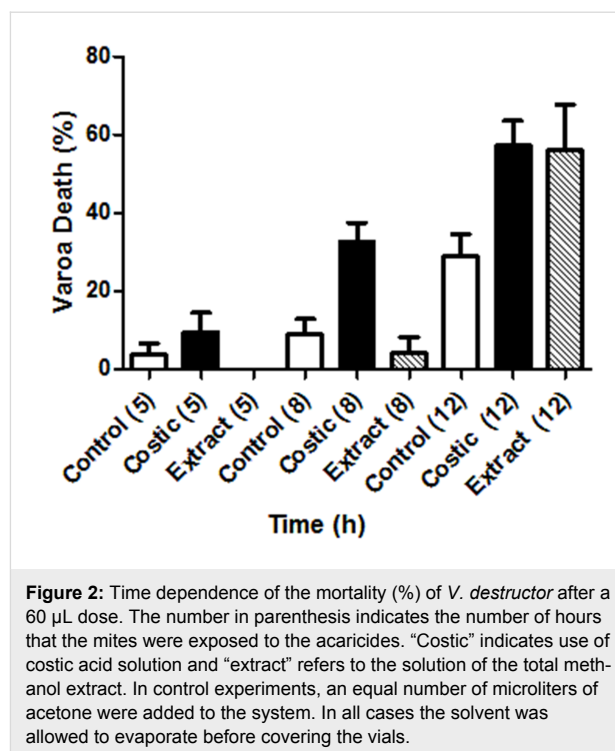 80
60
40
20
0
Varoa Death (%)
Control (5)
Costic (5)
Extract (5)
Control (8)
Costic (8)
Extract (8)
Control (12)
Costic (12)
Extract (12)
Time (h)
Figure 2: Time dependence of the mortality (%) of V. destructor after a
60 µL dose. The number in parenthesis indicates the number of hours
that the mites were exposed to the acaricides. “Costic” indicates use of
costic acid solution and “extract” refers to the solution of the total meth-
anol extract. In control experiments, an equal number of microliters of
acetone were added to the system. In all cases the solvent was
allowed to evaporate before covering the vials.